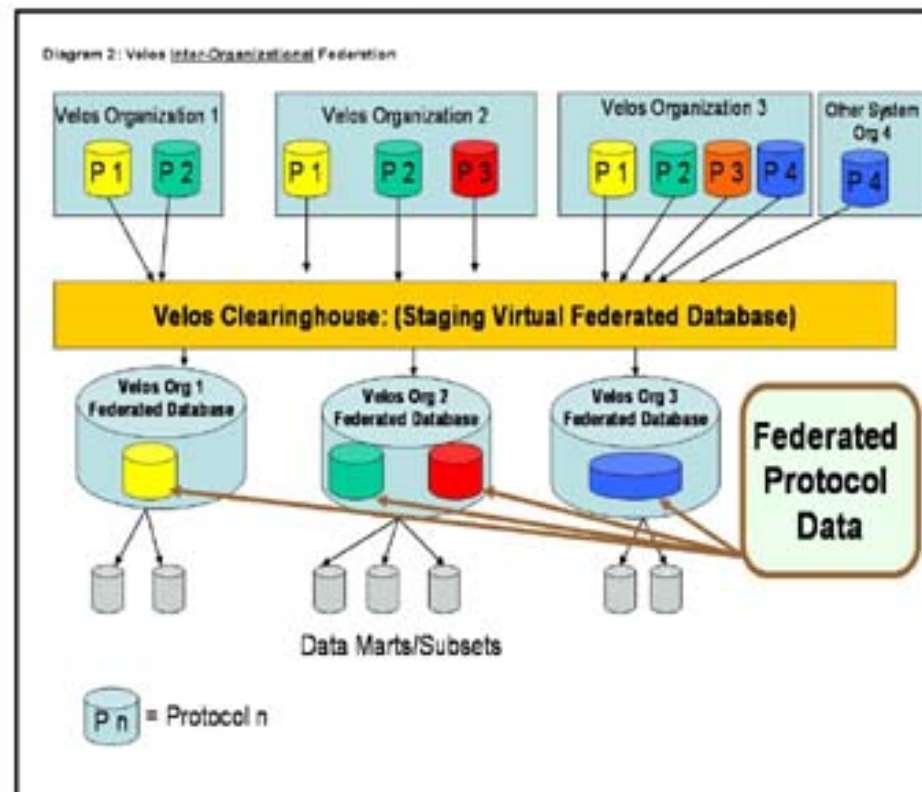 Diagram 2: Velos Inter-Organizational Federation
Velos Organization 1
P 1
P 2
Velos Organization 2
P 1
P 2
P 3
Velos Organization 3
P 1
P 2
P 3
P 4
Other System
Org 4
P 4
Velos Clearinghouse: (Staging Virtual Federated Database)
Velos Org 1
Federated Database
Velos Org 2
Federated Database
Velos Org 3
Federated Database
Federated
Protocol
Data
Data Marts/Subsets
P n = Protocol n